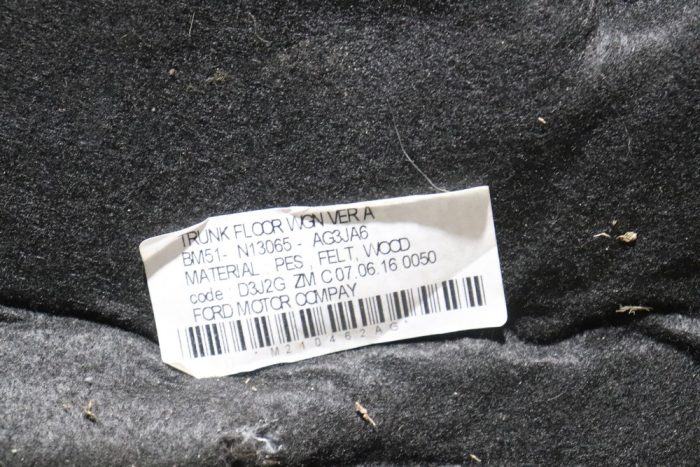 TRUNK FLOOR WGN VER A
BM51- N13065 - AG3JA6
MATERIAL PES , FELT, WOOD
code : D3J2G ZM C 07.06.16 0050
FORD MOTOR COMPAY
*M210462AG*